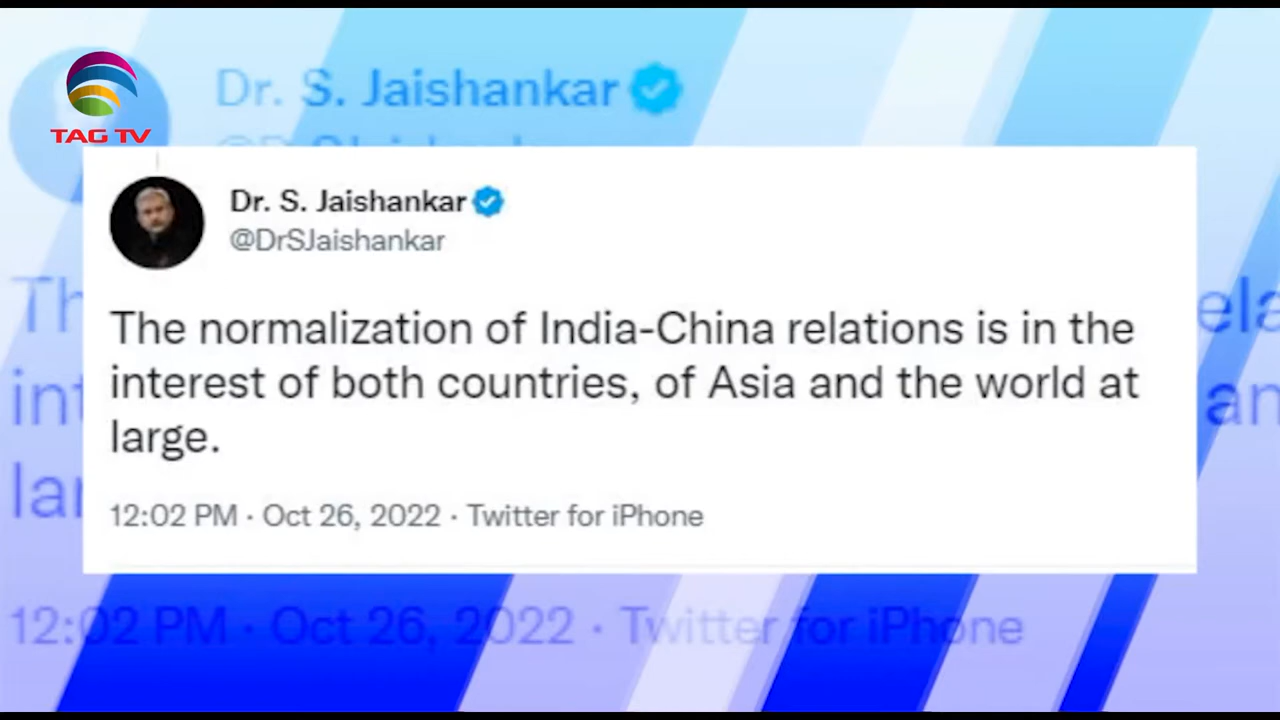 Dr. S. Jaishankar
TAG TV
Dr. S. Jaishankar
@DrSJaishankar
The normalization of India-China relations is in the
interest of both countries, of Asia and the world at
large.
12:02 PM · Oct 26, 2022 · Twitter for iPhone
12:02 PM · Oct 26, 2022 · Twitter for iPhone